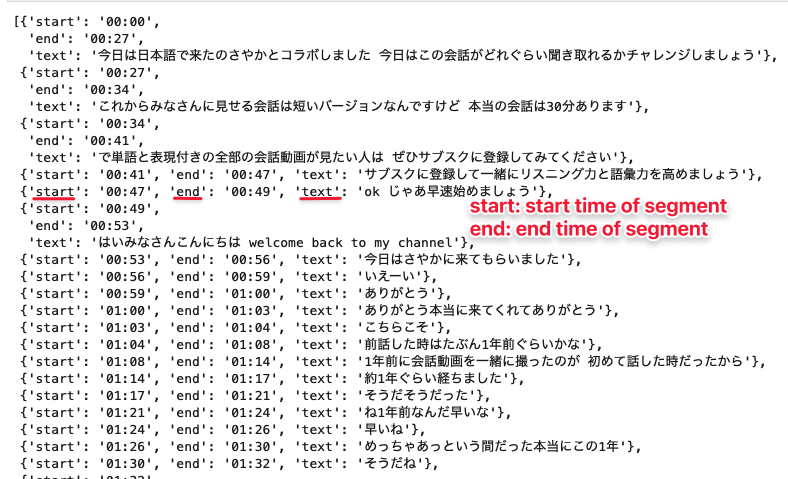 [{'start': '00:00',
'end': '00:27',
'text': '今日は日本語で来たのさやかとコラボしました 今日はこの会話がどれぐらい聞き取れるかチャレンジしましょう'},
{'start': '00:27',
'end': '00:34',
'text': 'これからみなさんに見せる会話は短いバージョンなんですけど 本当の会話は30分あります'},
{'start': '00:34',
'end': '00:41',
'text': 'で単語と表現付きの全部の会話動画が見たい人は ぜひサブスクに登録してみてください'},
{'start': '00:41', 'end': '00:47', 'text': 'サブスクに登録して一緒にリスニング力と語彙力を高めましょう'},
{'start': '00:47', 'end': '00:49', 'text': 'ok じゃあ早速始めましょう'},
{'start': '00:49',
'end': '00:53',
'text': 'はいみなさんこんにちは welcome back to my channel'},
start: start time of segment
end: end time of segment
{'start': '00:53', 'end': '00:56', 'text': '今日はさやかに来てもらいました'},
{'start': '00:56', 'end': '00:59', 'text': 'いえーい'},
{'start': '00:59', 'end': '01:00', 'text': 'ありがとう'},
{'start': '01:00', 'end': '01:03', 'text': 'ありがとう本当に来てくれてありがとう'},
{'start': '01:03', 'end': '01:04', 'text': 'こちらこそ'},
{'start': '01:04', 'end': '01:08', 'text': '前話した時はたぶん1年前ぐらいかな'},
{'start': '01:08', 'end': '01:14', 'text': '1年前に会話動画を一緒に撮ったのが 初めて話した時だったから'},
{'start': '01:14', 'end': '01:17', 'text': '約1年ぐらい経ちました'},
{'start': '01:17', 'end': '01:21', 'text': 'そうだそうだった'},
{'start': '01:21', 'end': '01:24', 'text': 'ね1年前なんだ早いな'},
{'start': '01:24', 'end': '01:26', 'text': '早いね'},
{'start': '01:26', 'end': '01:30', 'text': 'めっちゃあっという間だった本当にこの1年'},
{'start': '01:30', 'end': '01:32', 'text': 'そうだね'},